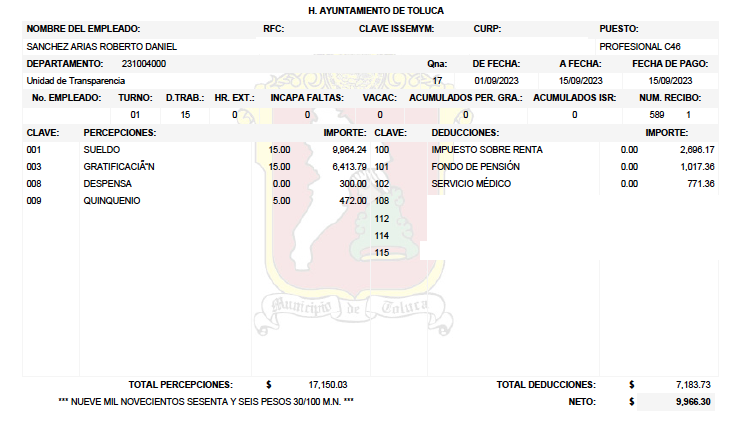 H. AYUNTAMIENTO DE TOLUCA
NOMBRE DEL EMPLEADO: RFC: CLAVE ISSEMYM: CURP: PUESTO:
SANCHEZ ARIAS ROBERTO DANIEL PROFESIONAL C46
DEPARTAMENTO: 231004000 Qna: DE FECHA: A FECHA: FECHA DE PAGO:
Unidad de Transparencia 17 01/09/2023 15/09/2023 15/09/2023
No. EMPLEADO: TURNO: D.TRAB.: HR. EXT.: INCAPA FALTAS: VACAC: ACUMULADOS PER. GRA.: ACUMULADOS ISR: NUM. RECIBO:
01 15 0 0 0 0 0 589 1
CLAVE: PERCEPCIONES: IMPORTE: CLAVE: DEDUCCIONES: IMPORTE:
001 SUELDO 15.00 9,964.24 100 IMPUESTO SOBRE RENTA 0.00 2,696.17
003 GRATIFICACIÃ“N 15.00 6,413.79 101 FONDO DE PENSIÓN 0.00 1,017.36
008 DESPENSA 0.00 300.00 102 SERVICIO MÉDICO 0.00 771.36
009 QUINQUENIO 5.00 472.00 108
112
114
115
Municipio de Toluca
TOTAL PERCEPCIONES: $ 17,150.03 TOTAL DEDUCCIONES: $ 7,183.73
*** NUEVE MIL NOVECIENTOS SESENTA Y SEIS PESOS 30/100 M.N. *** NETO: $ 9,966.30